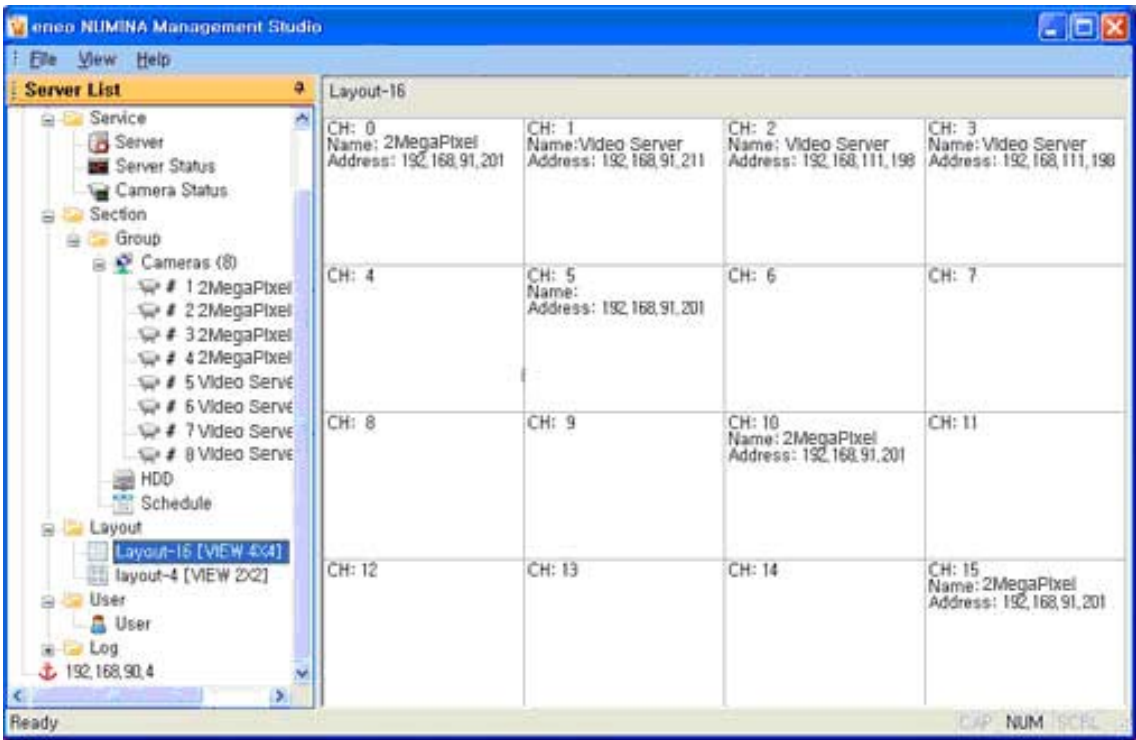 eneo NUMINA Management Studio
File View Help
Server List
Service
Server
Server Status
Camera Status
Section
Group
Cameras (8)
# 1 2MegaPixel
# 2 2MegaPixel
# 3 2MegaPixel
# 4 2MegaPixel
# 5 Video Serve
# 6 Video Serve
# 7 Video Serve
# 8 Video Serve
HDD
Schedule
Layout
Layout-16 [VIEW 4X4]
layout-4 [VIEW 2X2]
User
User
Log
192,168,90,4
Layout-16
CH: 0
Name: 2MegaPixel
Address: 192,168,91,201
CH: 1
Name:Video Server
Address: 192,168,91,211
CH: 2
Name: Video Server
Address: 192,168,111,198
CH: 3
Name:Video Server
Address: 192,168,111,198
CH: 4
CH: 5
Name:
Address: 192,168,91,201
CH: 6
CH: 7
CH: 8
CH: 9
CH: 10
Name: 2MegaPixel
Address: 192,168,91,201
CH: 11
CH: 12
CH: 13
CH: 14
CH: 15
Name: 2MegaPixel
Address: 192,168,91,201
Ready
CAP NUM SCRL